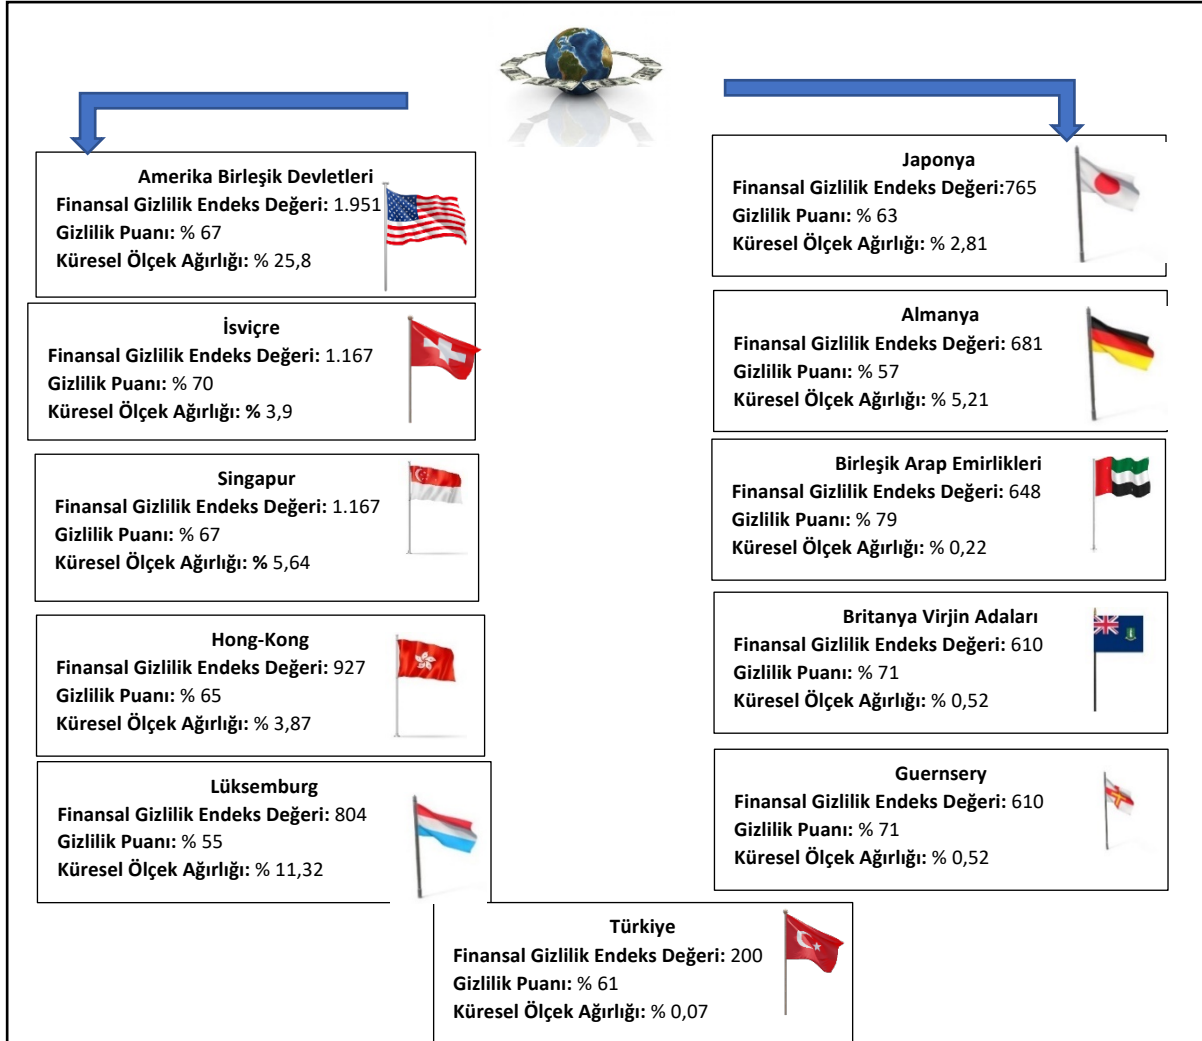 Amerika Birleşik Devletleri
Finansal Gizlilik Endeks Değeri: 1.951
Gizlilik Puanı: % 67
Küresel Ölçek Ağırlığı: % 25,8
İsviçre
Finansal Gizlilik Endeks Değeri: 1.167
Gizlilik Puanı: % 70
Küresel Ölçek Ağırlığı: % 3,9
Singapur
Finansal Gizlilik Endeks Değeri: 1.167
Gizlilik Puanı: % 67
Küresel Ölçek Ağırlığı: % 5,64
Hong-Kong
Finansal Gizlilik Endeks Değeri: 927
Gizlilik Puanı: % 65
Küresel Ölçek Ağırlığı: % 3,87
Lüksemburg
Finansal Gizlilik Endeks Değeri: 804
Gizlilik Puanı: % 55
Küresel Ölçek Ağırlığı: % 11,32
Japonya
Finansal Gizlilik Endeks Değeri:765
Gizlilik Puanı: % 63
Küresel Ölçek Ağırlığı: % 2,81
Almanya
Finansal Gizlilik Endeks Değeri: 681
Gizlilik Puanı: % 57
Küresel Ölçek Ağırlığı: % 5,21
Birleşik Arap Emirlikleri
Finansal Gizlilik Endeks Değeri: 648
Gizlilik Puanı: % 79
Küresel Ölçek Ağırlığı: % 0,22
Britanya Virjin Adaları
Finansal Gizlilik Endeks Değeri: 610
Gizlilik Puanı: % 71
Küresel Ölçek Ağırlığı: % 0,52
Guernsery
Finansal Gizlilik Endeks Değeri: 610
Gizlilik Puanı: % 71
Küresel Ölçek Ağırlığı: % 0,52
Türkiye
Finansal Gizlilik Endeks Değeri: 200
Gizlilik Puanı: % 61
Küresel Ölçek Ağırlığı: % 0,07